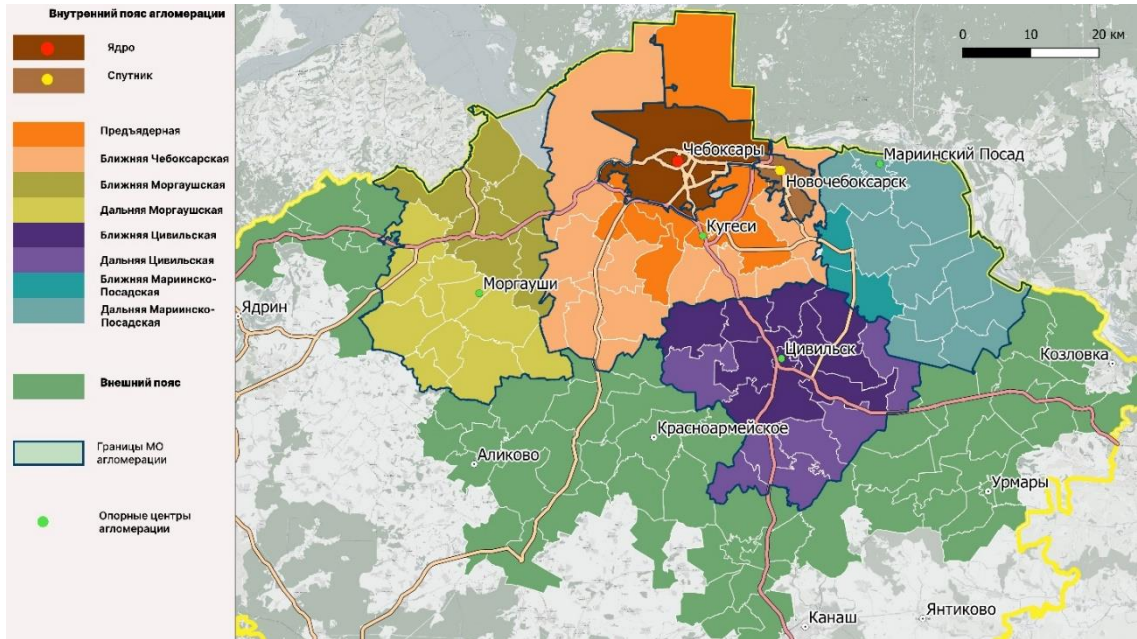 Внутренний пояс агломерации
Ядро
Спутник
Предъядерная
Ближняя Чебоксарская
Ближняя Моргаушская
Дальняя Моргаушская
Ближняя Цивильская
Дальняя Цивильская
Ближняя Мариинско-
Посадская
Дальняя Мариинско-
Посадская
Внешний пояс
Границы МО
агломерации
Опорные центры
агломерации
0 10 20 км
Чебоксары
Мариинский Посад
Новочебоксарск
Кугеси
Моргауши
Ядрин
Цивильск
Козловка
Красноармейское
Аликово
Урмары
Канаш
Янтиково